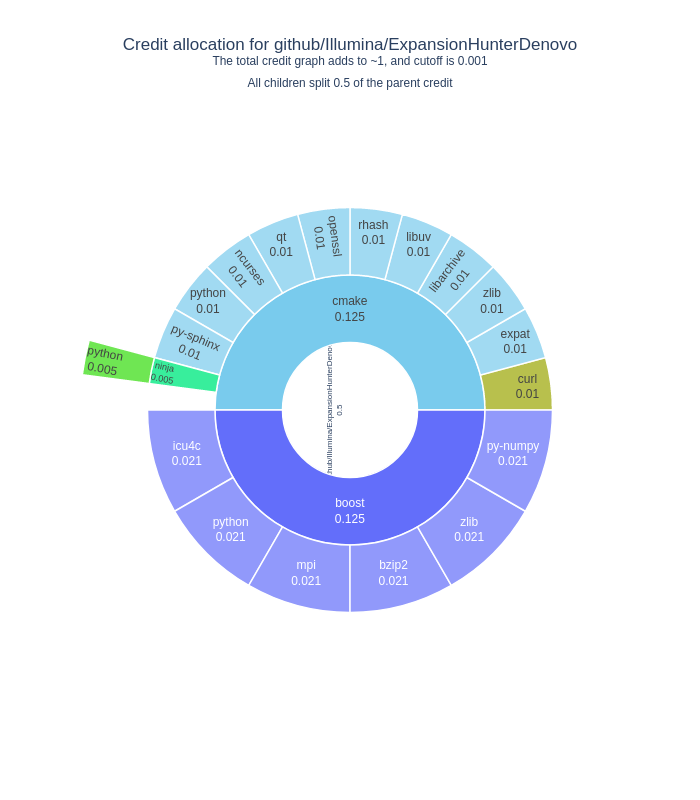 Credit allocation for github/Illumina/ExpansionHunterDenovo
The total credit graph adds to ~1, and cutoff is 0.001
All children split 0.5 of the parent credit
openssl
0.01
rhash
0.01
qt
0.01
libuv
0.01
ncurses
0.01
libarchive
0.01
python
0.01
zlib
0.01
cmake
0.125
py-sphinx
0.01
expat
0.01
python
0.005
ninja
0.005
curl
0.01
hub/Illumina/ExpansionHunterDeno
0.5
icu4c
0.021
py-numpy
0.021
boost
0.125
python
0.021
zlib
0.021
mpi
0.021
bzip2
0.021